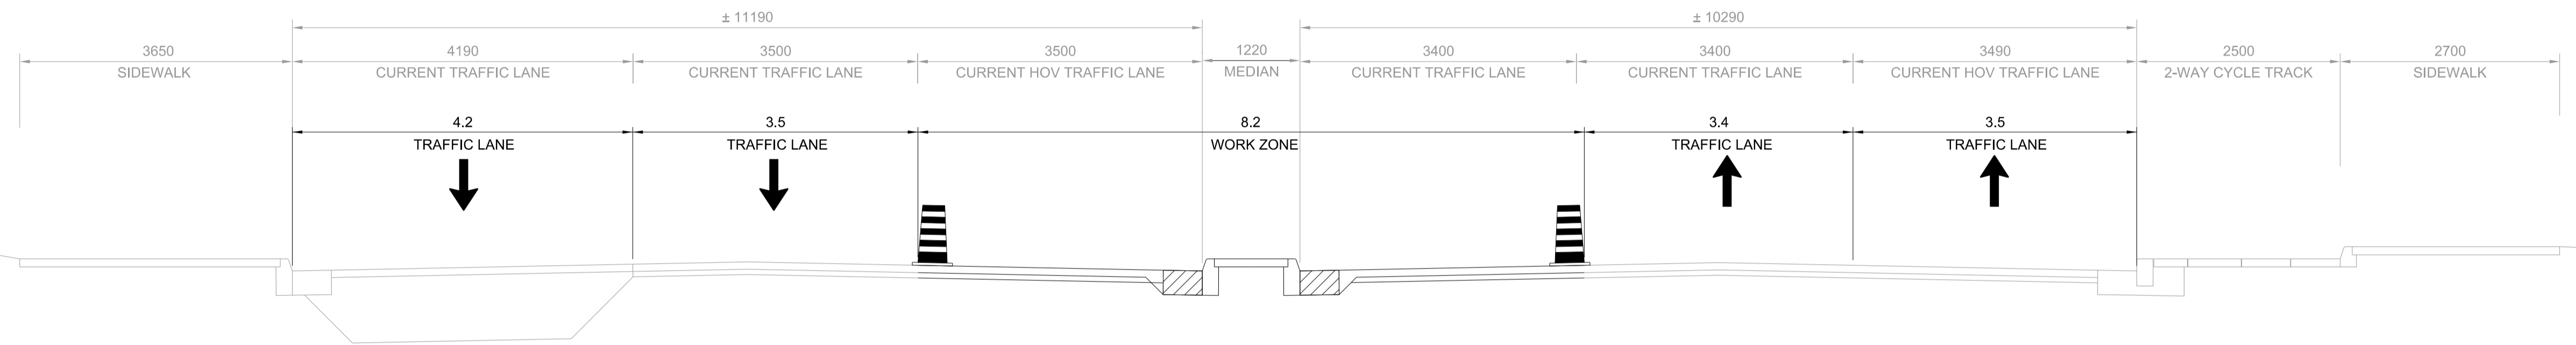 ± 11190
± 10290
3650
4190
3500
3500
1220
3400
3400
3490
2500
2700
SIDEWALK
CURRENT TRAFFIC LANE
CURRENT TRAFFIC LANE
CURRENT HOV TRAFFIC LANE
MEDIAN
CURRENT TRAFFIC LANE
CURRENT TRAFFIC LANE
CURRENT HOV TRAFFIC LANE
2-WAY CYCLE TRACK
SIDEWALK
4.2
3.5
8.2
3.4
3.5
TRAFFIC LANE
TRAFFIC LANE
WORK ZONE
TRAFFIC LANE
TRAFFIC LANE